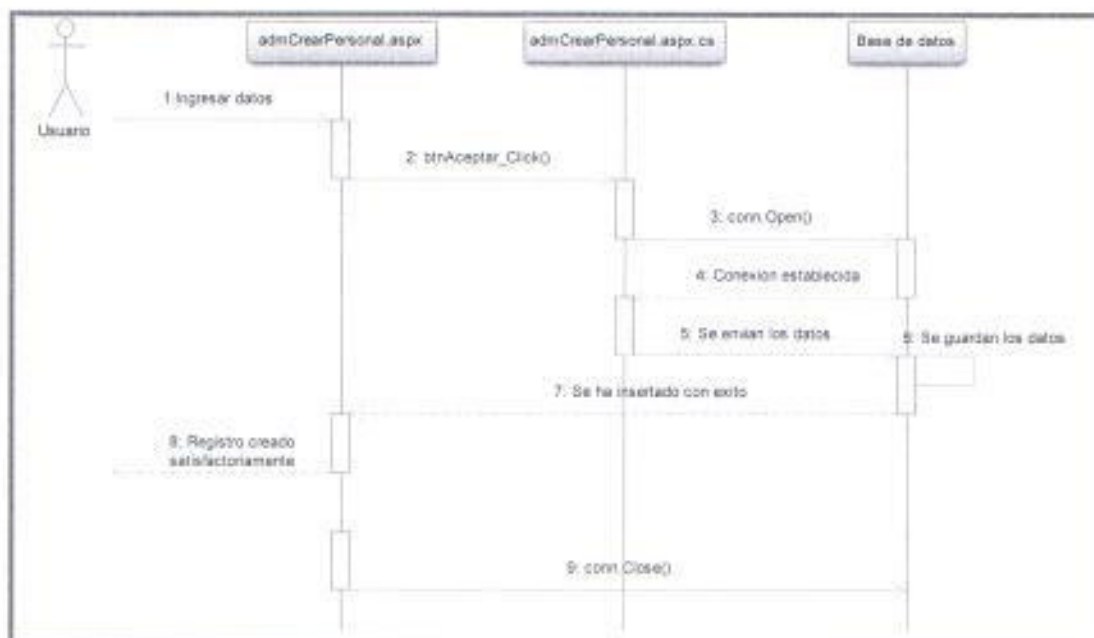 admCrearPersonal.aspx
admCrearPersonal.aspx.cs
Base de datos
Usuario
1 Ingresar datos
2: btnAceptar_Click()
3: conn.Open()
4: Conexion establecida
5: Se envian los datos
6: Se guardan los datos
7: Se ha insertado con exito
8: Registro creado
satisfactoriamente
9: conn.Close()